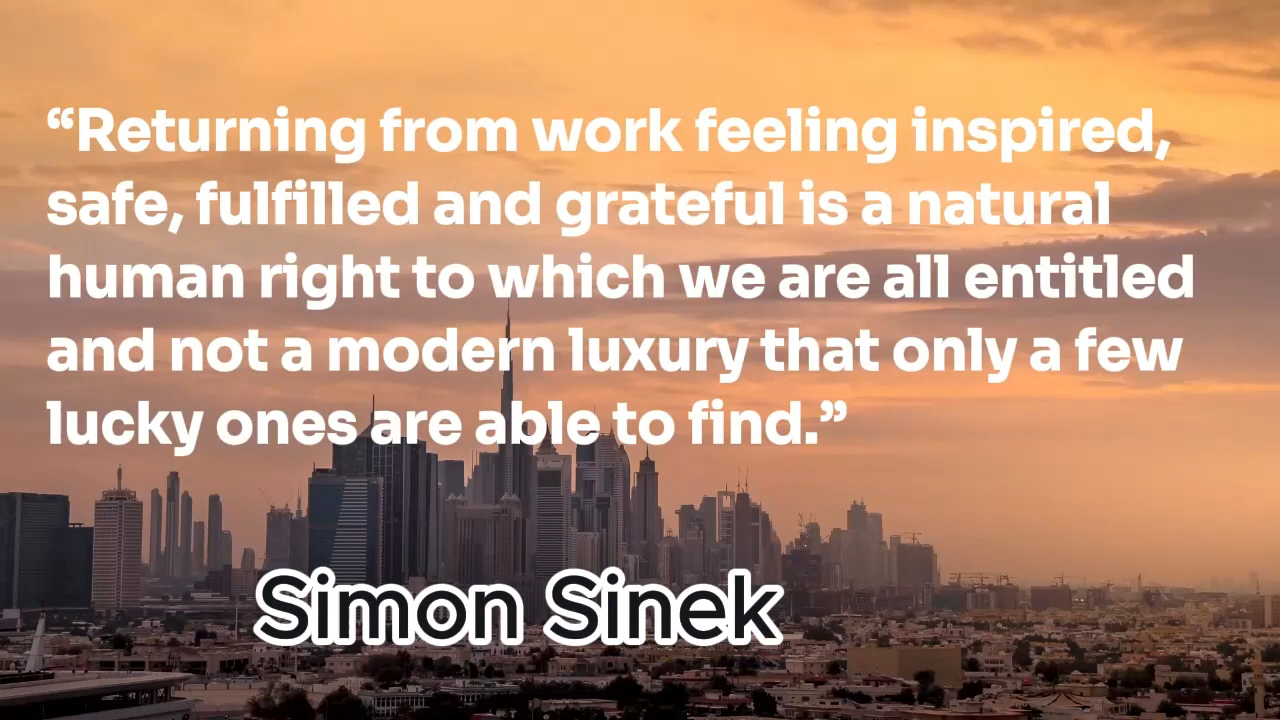 “Returning from work feeling inspired,
safe, fulfilled and grateful is a natural
human right to which we are all entitled
and not a modern luxury that only a few
lucky ones are able to find.”
Simon Sinek